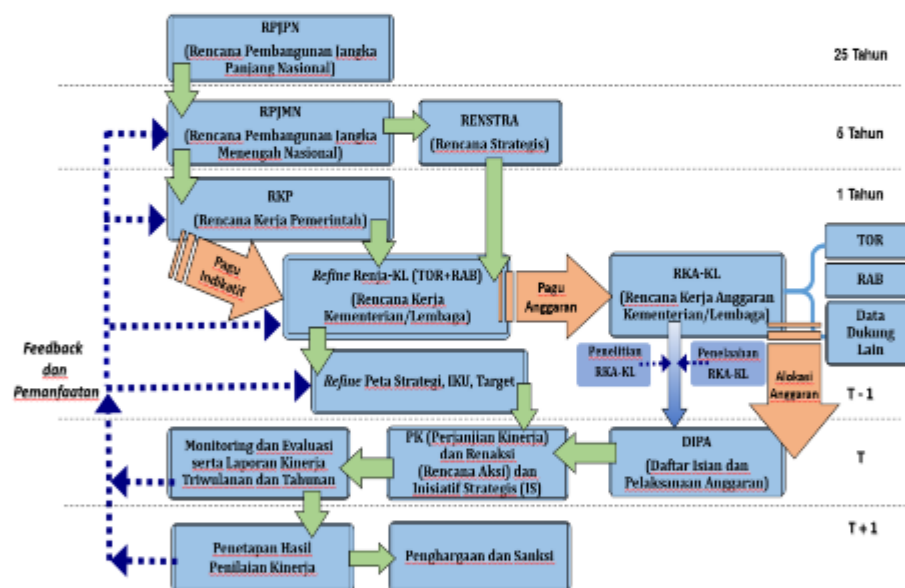 RPJPN
(Rencana Pembangunan Jangka
Panjang Nasional)
25 Tahun
RPJMN
(Rencana Pembangunan Jangka
Menengah Nasional)
RENSTRA
(Rencana Strategis)
5 Tahun
RKP
(Rencana Kerja Pemerintah)
1 Tahun
Pagu
Indikatif
Refine Renja-KL (TOR+RAB)
(Rencana Kerja
Kementerian/Lembaga)
Pagu
Anggaran
RKA-KL
(Rencana Kerja Anggaran
Kementerian/Lembaga)
TOR
RAB
Data
Dukung
Lain
Feedback
dan
Pemanfaatan
Refine Peta Strategi, IKU, Target
Penelitian
RKA-KL
Penelaahan
RKA-KL
Alokasi
Anggaran
T - 1
Monitoring dan Evaluasi
serta Laporan Kinerja
Triwulanan dan Tahunan
PK (Perjanjian Kinerja)
dan Renaksi
(Rencana Aksi) dan
Inisiatif Strategis (IS)
DIPA
(Daftar Isian dan
Pelaksanaan Anggaran)
T
Penetapan Hasil
Penilaian Kinerja
Penghargaan dan Sanksi
T + 1